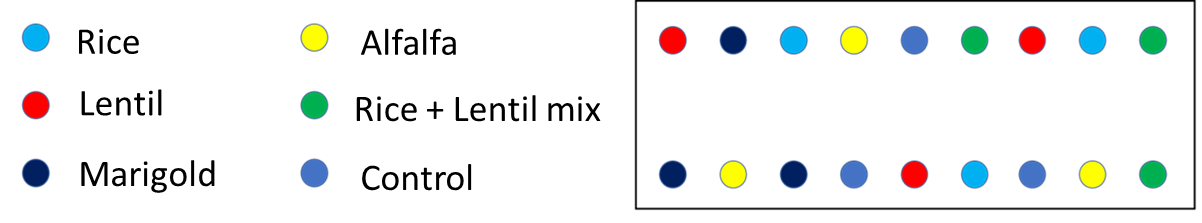 Rice
Alfalfa
Lentil
Rice + Lentil mix
Marigold
Control